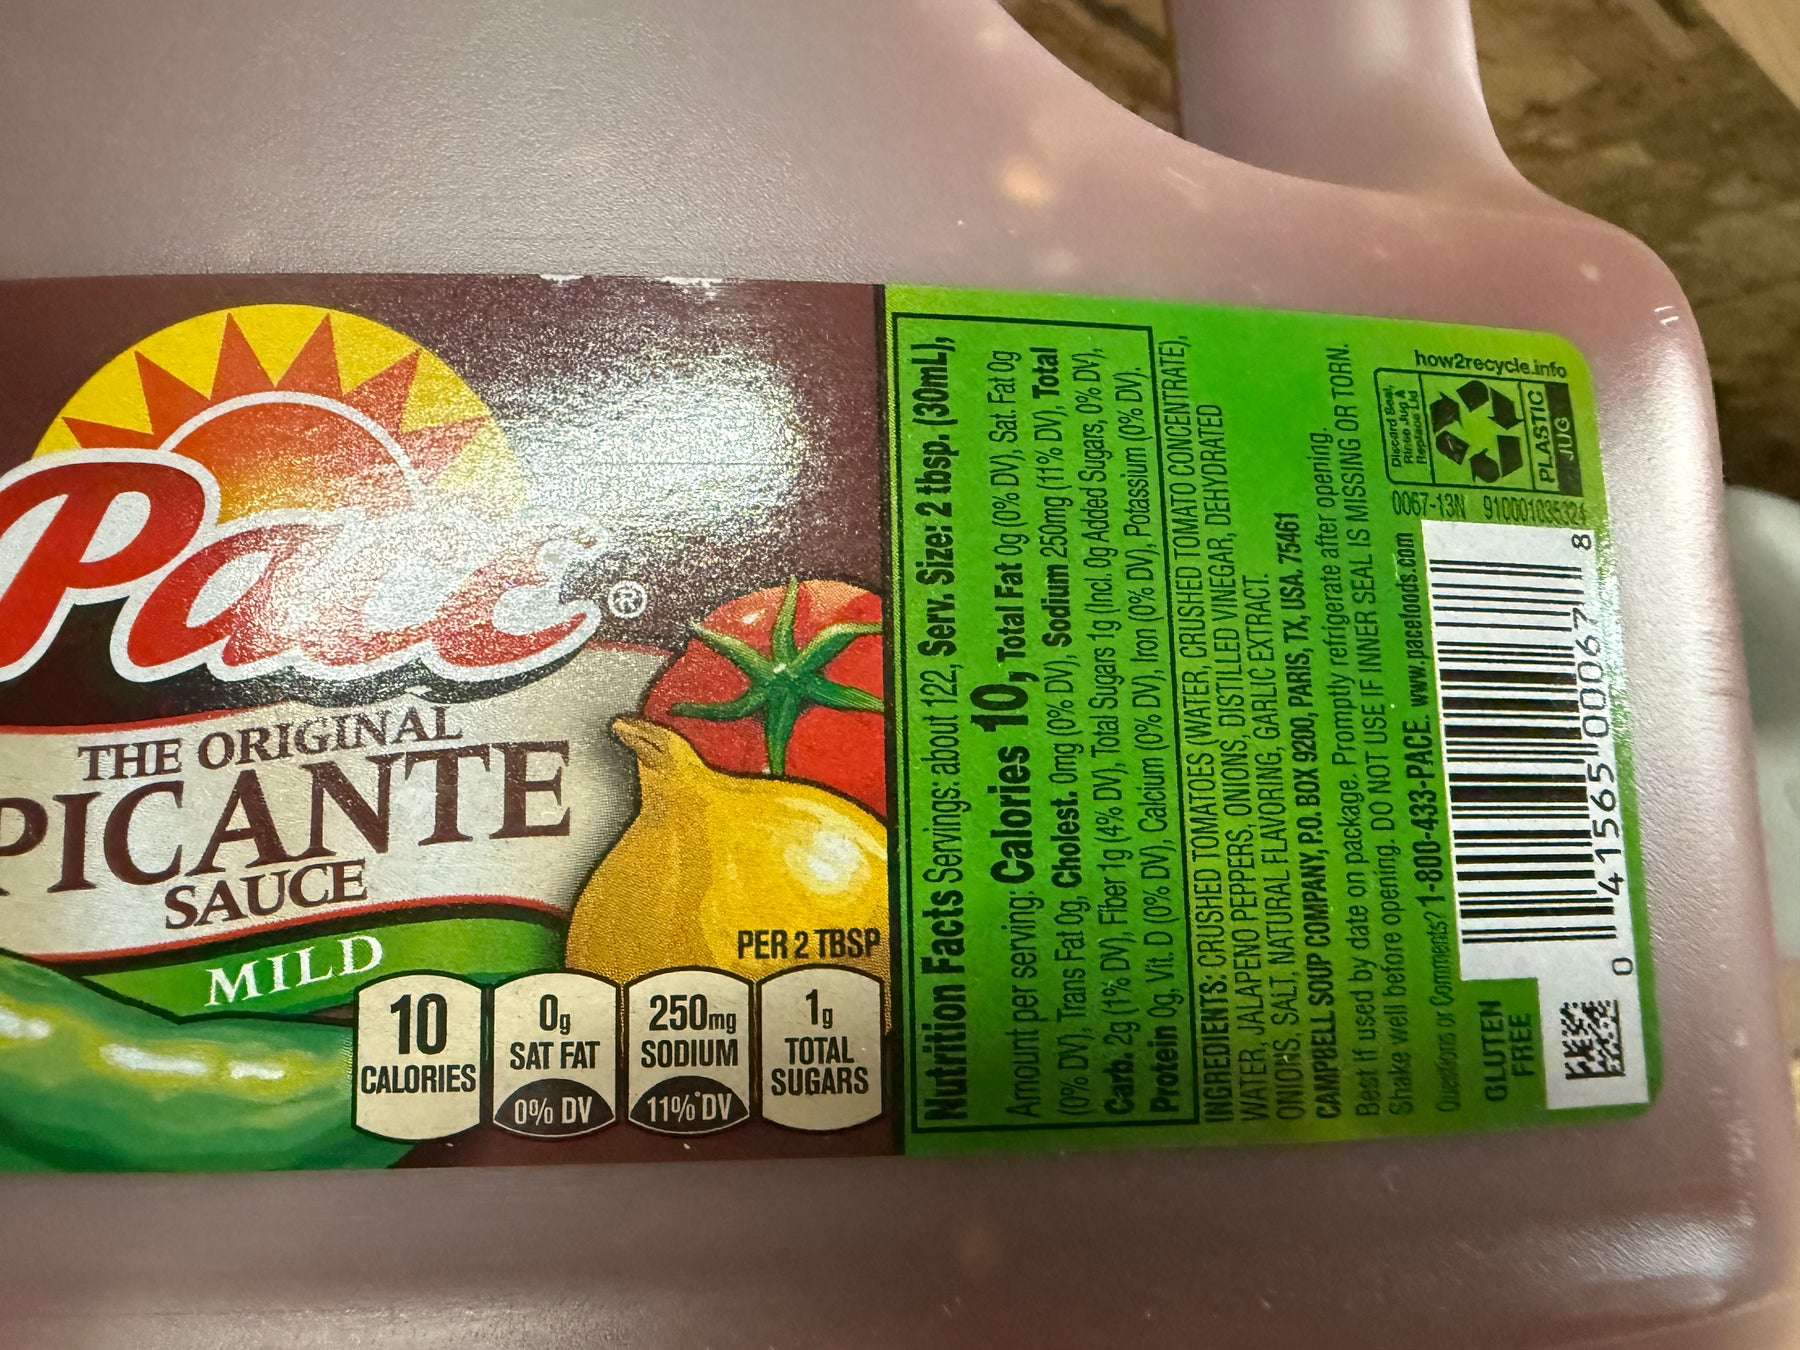 Pace®
THE ORIGINAL
PICANTE
SAUCE
MILD
PER 2 TBSP
10
CALORIES
0g
SAT FAT
0% DV
250mg
SODIUM
11% DV
1g
TOTAL
SUGARS
Nutrition Facts Servings: about 122, Serv. Size: 2 tbsp. (30mL),
Amount per serving: Calories 10, Total Fat 0g (0% DV), Sat. Fat 0g
(0% DV), Trans Fat 0g, Cholest. 0mg (0% DV), Sodium 250mg (11% DV), Total
Carb. 2g (1% DV), Fiber 1g (4% DV), Total Sugars 1g (Incl. 0g Added Sugars, 0% DV),
Protein 0g, Vit. D (0% DV), Calcium (0% DV), Iron (0% DV), Potassium (0% DV).
INGREDIENTS: CRUSHED TOMATOES (WATER, CRUSHED TOMATO CONCENTRATE),
WATER, JALAPENO PEPPERS, ONIONS, DISTILLED VINEGAR, DEHYDRATED
ONIONS, SALT, NATURAL FLAVORING, GARLIC EXTRACT.
CAMPBELL SOUP COMPANY, P.O. BOX 9200, PARIS, TX, USA 75461
Best if used by date on package. Promptly refrigerate after opening.
Shake well before opening. DO NOT USE IF INNER SEAL IS MISSING OR TORN.
Questions or Comments? 1-800-433-PACE. www.pacefoods.com
GLUTEN
FREE
how2recycle.info
Discard Seal,
Rinse Jug &
Replace Lid
PLASTIC
JUG
0067-13N 910001035324
0 41565 00067 8